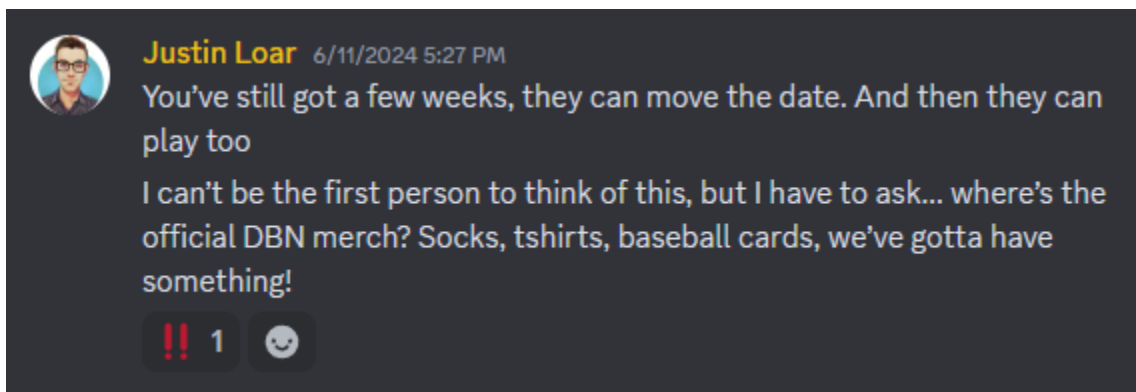 Justin Loar 6/11/2024 5:27 PM
You’ve still got a few weeks, they can move the date. And then they can
play too
I can’t be the first person to think of this, but I have to ask... where’s the
official DBN merch? Socks, tshirts, baseball cards, we’ve gotta have
something!
‼ 1